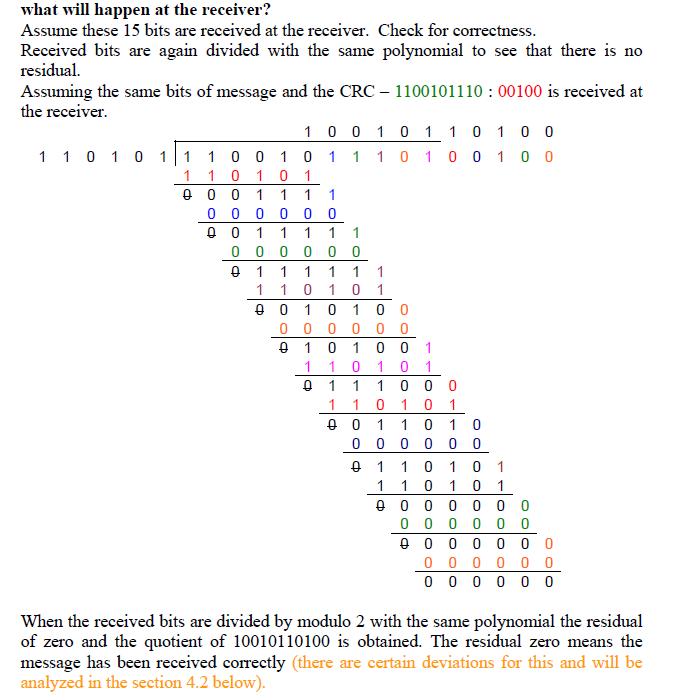 what will happen at the receiver?
Assume these 15 bits are received at the receiver. Check for correctness.
Received bits are again divided with the same polynomial to see that there is no
residual.
Assuming the same bits of message and the CRC – 1100101110 : 00100 is received at
the receiver.
1 0 0 1 0 1 1 0 1 0 0
1 1 0 1 0 1 1 1 0 0 1 0 1 1 1 0 1 0 0 1 0 0
1 1 0 1 0 1
0 0 0 1 1 1 1
0 0 0 0 0 0
0 0 1 1 1 1 1
0 0 0 0 0 0
0 1 1 1 1 1 1
1 1 0 1 0 1
0 0 1 0 1 0 0
0 0 0 0 0 0
0 1 0 1 0 0 1
1 1 0 1 0 1
0 1 1 1 0 0 0
1 1 0 1 0 1
0 0 1 1 0 1 0
0 0 0 0 0 0
0 1 1 0 1 0 1
1 1 0 1 0 1
0 0 0 0 0 0 0
0 0 0 0 0 0
0 0 0 0 0 0 0
0 0 0 0 0 0
0 0 0 0 0 0
When the received bits are divided by modulo 2 with the same polynomial the residual
of zero and the quotient of 10010110100 is obtained. The residual zero means the
message has been received correctly (there are certain deviations for this and will be
analyzed in the section 4.2 below).